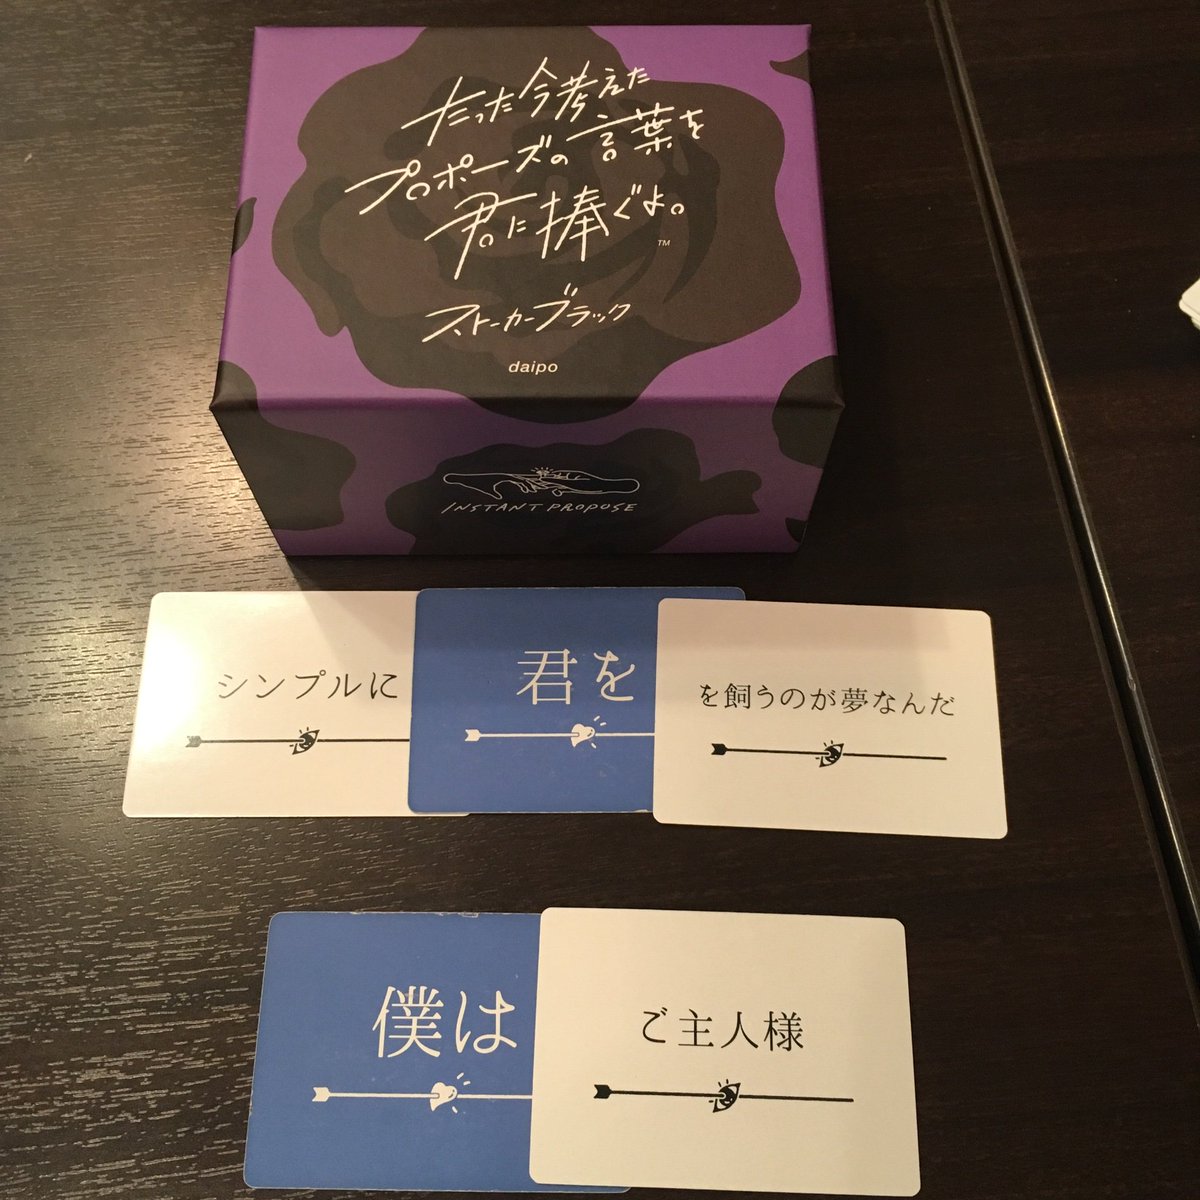 たった今考えた
プロポーズの言葉を
君に捧ぐよ。
™
ストーカーブラック
daipo
INSTANT PROPOSE
シンプルに
君を
を飼うのが夢なんだ
僕は
ご主人様